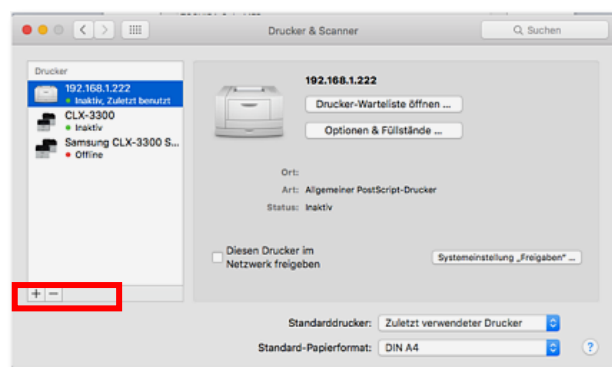 Drucker & Scanner
Suchen
Drucker
192.168.1.222
Inaktiv, Zuletzt benutzt
CLX-3300
Inaktiv
Samsung CLX-3300 S...
Offline
+ −
192.168.1.222
Drucker-Warteliste öffnen ...
Optionen & Füllstände ...
Ort:
Art: Allgemeiner PostScript-Drucker
Status: Inaktiv
Diesen Drucker im
Netzwerk freigeben
Systemeinstellung „Freigaben“ ...
Standarddrucker: Zuletzt verwendeter Drucker
Standard-Papierformat: DIN A4
?